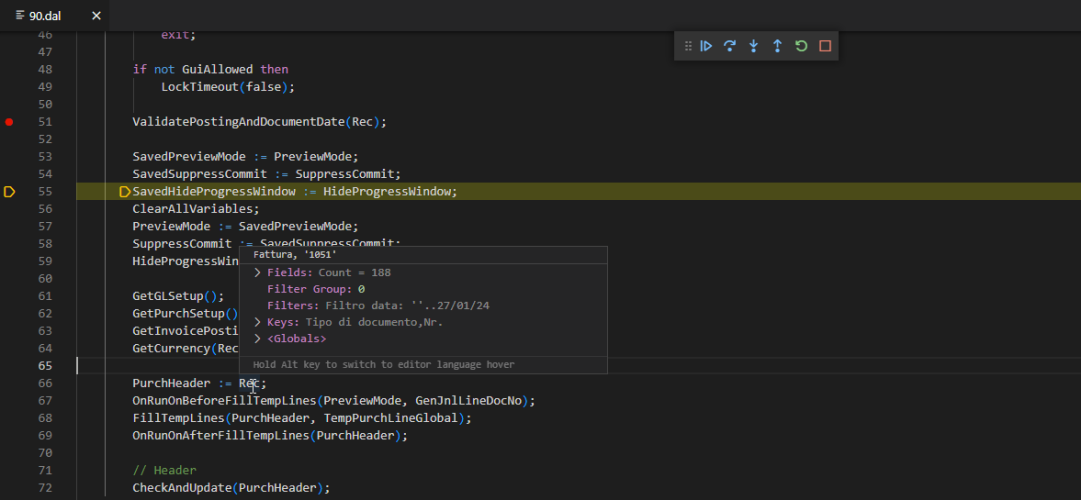 90.dal
46 exit;
47
48 if not GuiAllowed then
49 LockTimeout(false);
50
51 ValidatePostingAndDocumentDate(Rec);
52
53 SavedPreviewMode := PreviewMode;
54 SavedSuppressCommit := SuppressCommit;
55 SavedHideProgressWindow := HideProgressWindow;
56 ClearAllVariables;
57 PreviewMode := SavedPreviewMode;
58 SuppressCommit := SavedSuppressCommit;
59 HideProgressWin
Fattura, '1051'
Fields: Count = 188
Filter Group: 0
Filters: Filtro data: ''..27/01/24
Keys: Tipo di documento,Nr.
<Globals>
Hold Alt key to switch to editor language hover
60
61 GetGLSetup();
62 GetPurchSetup()
63 GetInvoicePosti
64 GetCurrency(Rec
65
66 PurchHeader := Rec;
67 OnRunOnBeforeFillTempLines(PreviewMode, GenJnlLineDocNo);
68 FillTempLines(PurchHeader, TempPurchLineGlobal);
69 OnRunOnAfterFillTempLines(PurchHeader);
70
71 // Header
72 CheckAndUpdate(PurchHeader);